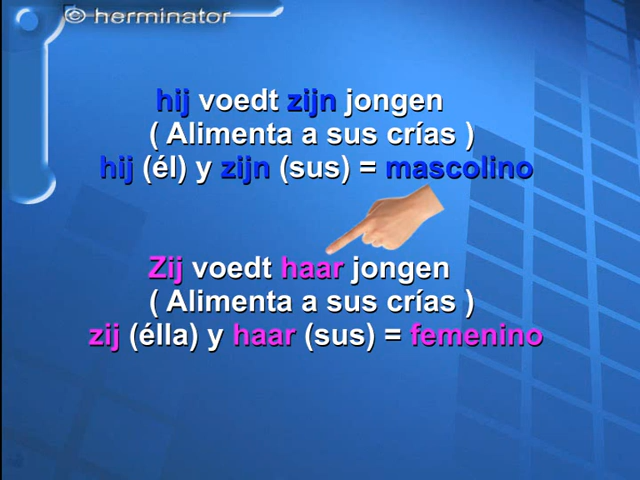 © herminator
hij voedt zijn jongen
( Alimenta a sus crías )
hij (él) y zijn (sus) = mascolino
Zij voedt haar jongen
( Alimenta a sus crías )
zij (élla) y haar (sus) = femenino